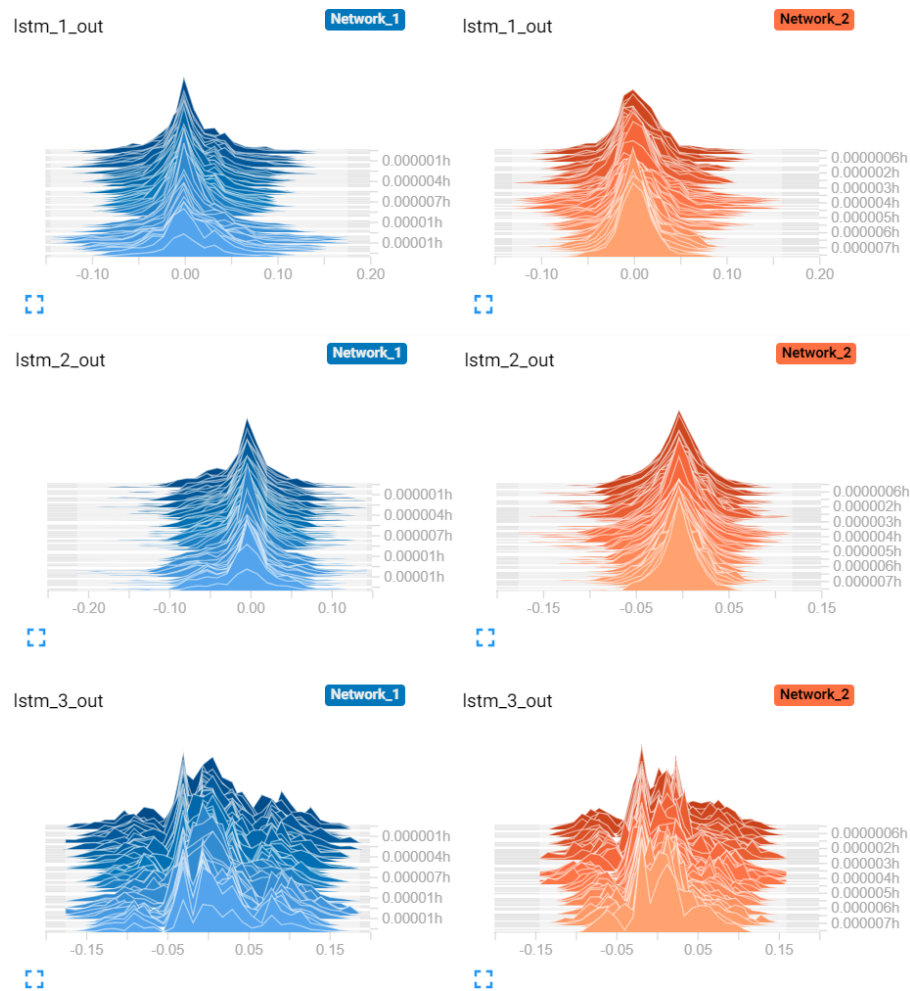 lstm_1_out Network_1
0.000001h
0.000004h
0.000007h
0.00001h
0.00001h
-0.10 0.00 0.10 0.20
lstm_1_out Network_2
0.0000006h
0.000002h
0.000003h
0.000004h
0.000005h
0.000006h
0.000007h
-0.10 0.00 0.10 0.20
lstm_2_out Network_1
0.000001h
0.000004h
0.000007h
0.00001h
0.00001h
-0.20 -0.10 0.00 0.10
lstm_2_out Network_2
0.0000006h
0.000002h
0.000003h
0.000004h
0.000005h
0.000006h
0.000007h
-0.15 -0.05 0.05 0.15
lstm_3_out Network_1
0.000001h
0.000004h
0.000007h
0.00001h
0.00001h
-0.15 -0.05 0.05 0.15
lstm_3_out Network_2
0.0000006h
0.000002h
0.000003h
0.000004h
0.000005h
0.000006h
0.000007h
-0.15 -0.05 0.05 0.15